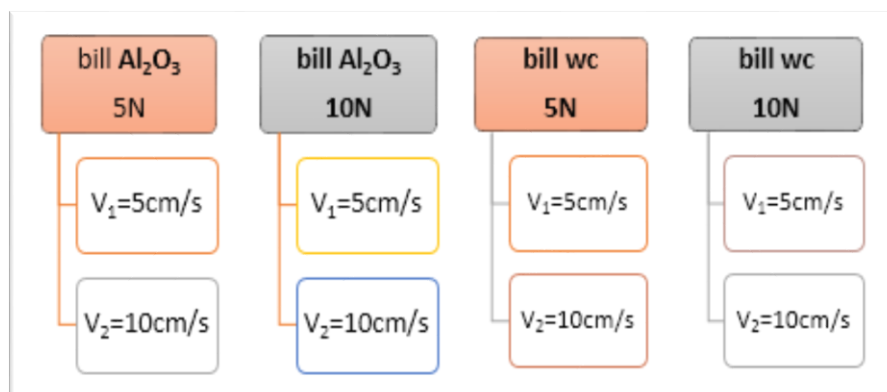 bill Al₂O₃
5N
V₁=5cm/s
V₂=10cm/s
bill Al₂O₃
10N
V₁=5cm/s
V₂=10cm/s
bill wc
5N
V₁=5cm/s
V₂=10cm/s
bill wc
10N
V₁=5cm/s
V₂=10cm/s